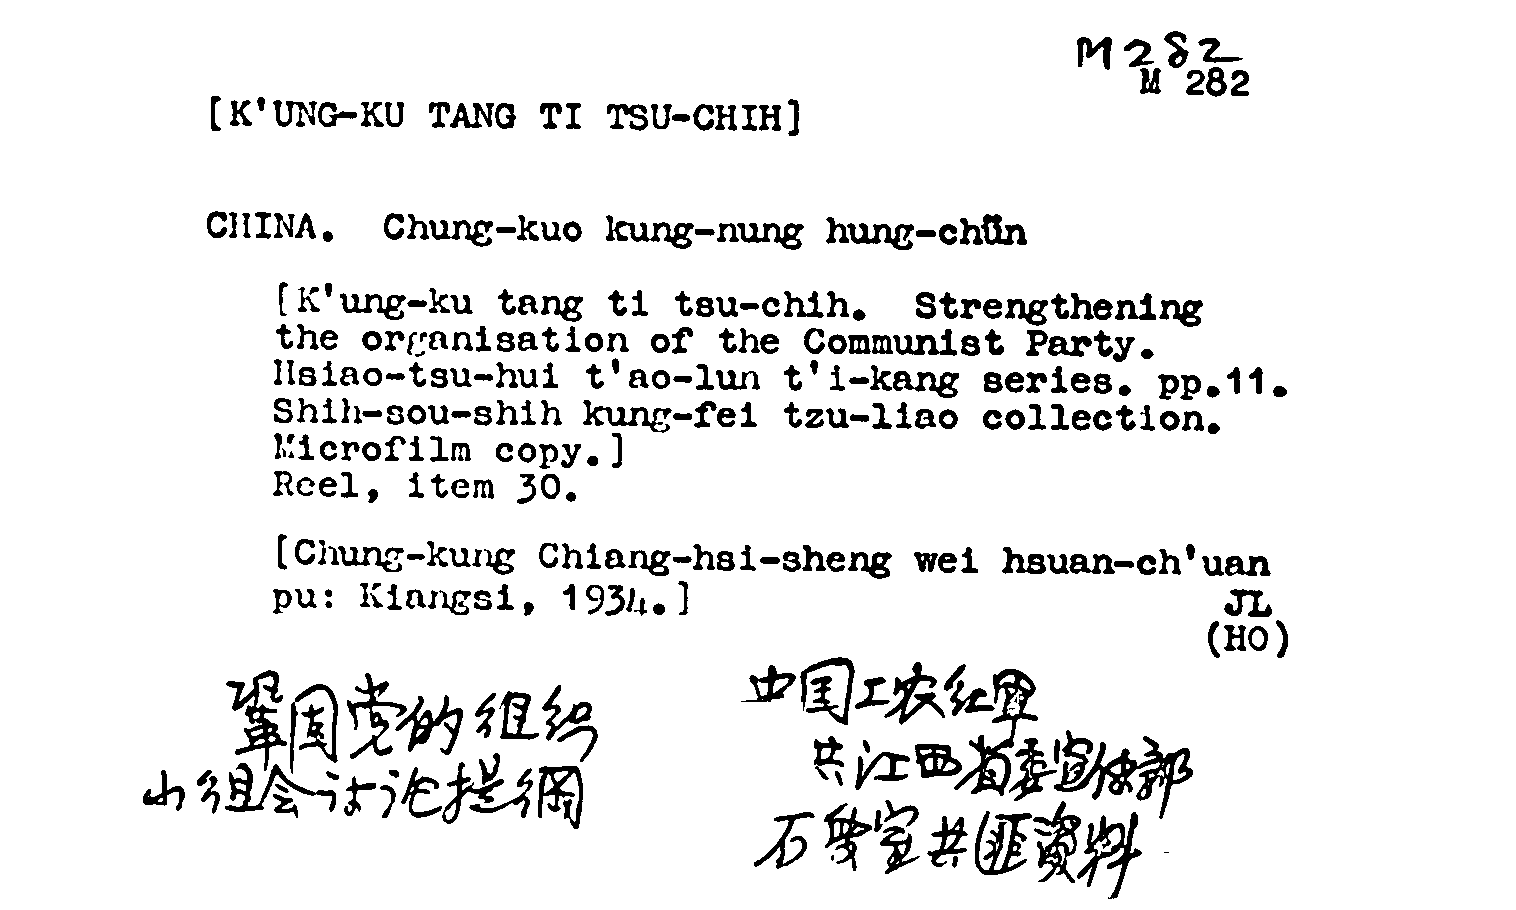 M 282
M 282
[K'UNG-KU TANG TI TSU-CHIH]
CHINA. Chung-kuo kung-nung hung-chün
[K'ung-ku tang ti tsu-chih. Strengthening
the organisation of the Communist Party.
Hsiao-tsu-hui t'ao-lun t'i-kang series. pp.11.
Shih-sou-shih kung-fei tzu-liao collection.
Microfilm copy.]
Reel, item 30.
[Chung-kung Chiang-hsi-sheng wei hsuan-ch'uan
pu: Kiangsi, 1934.]
JL
(HO)
巩固党的组织
小组会讨论提綱
中国工农红軍
共江西省委宣传部
石叟室共匪資料